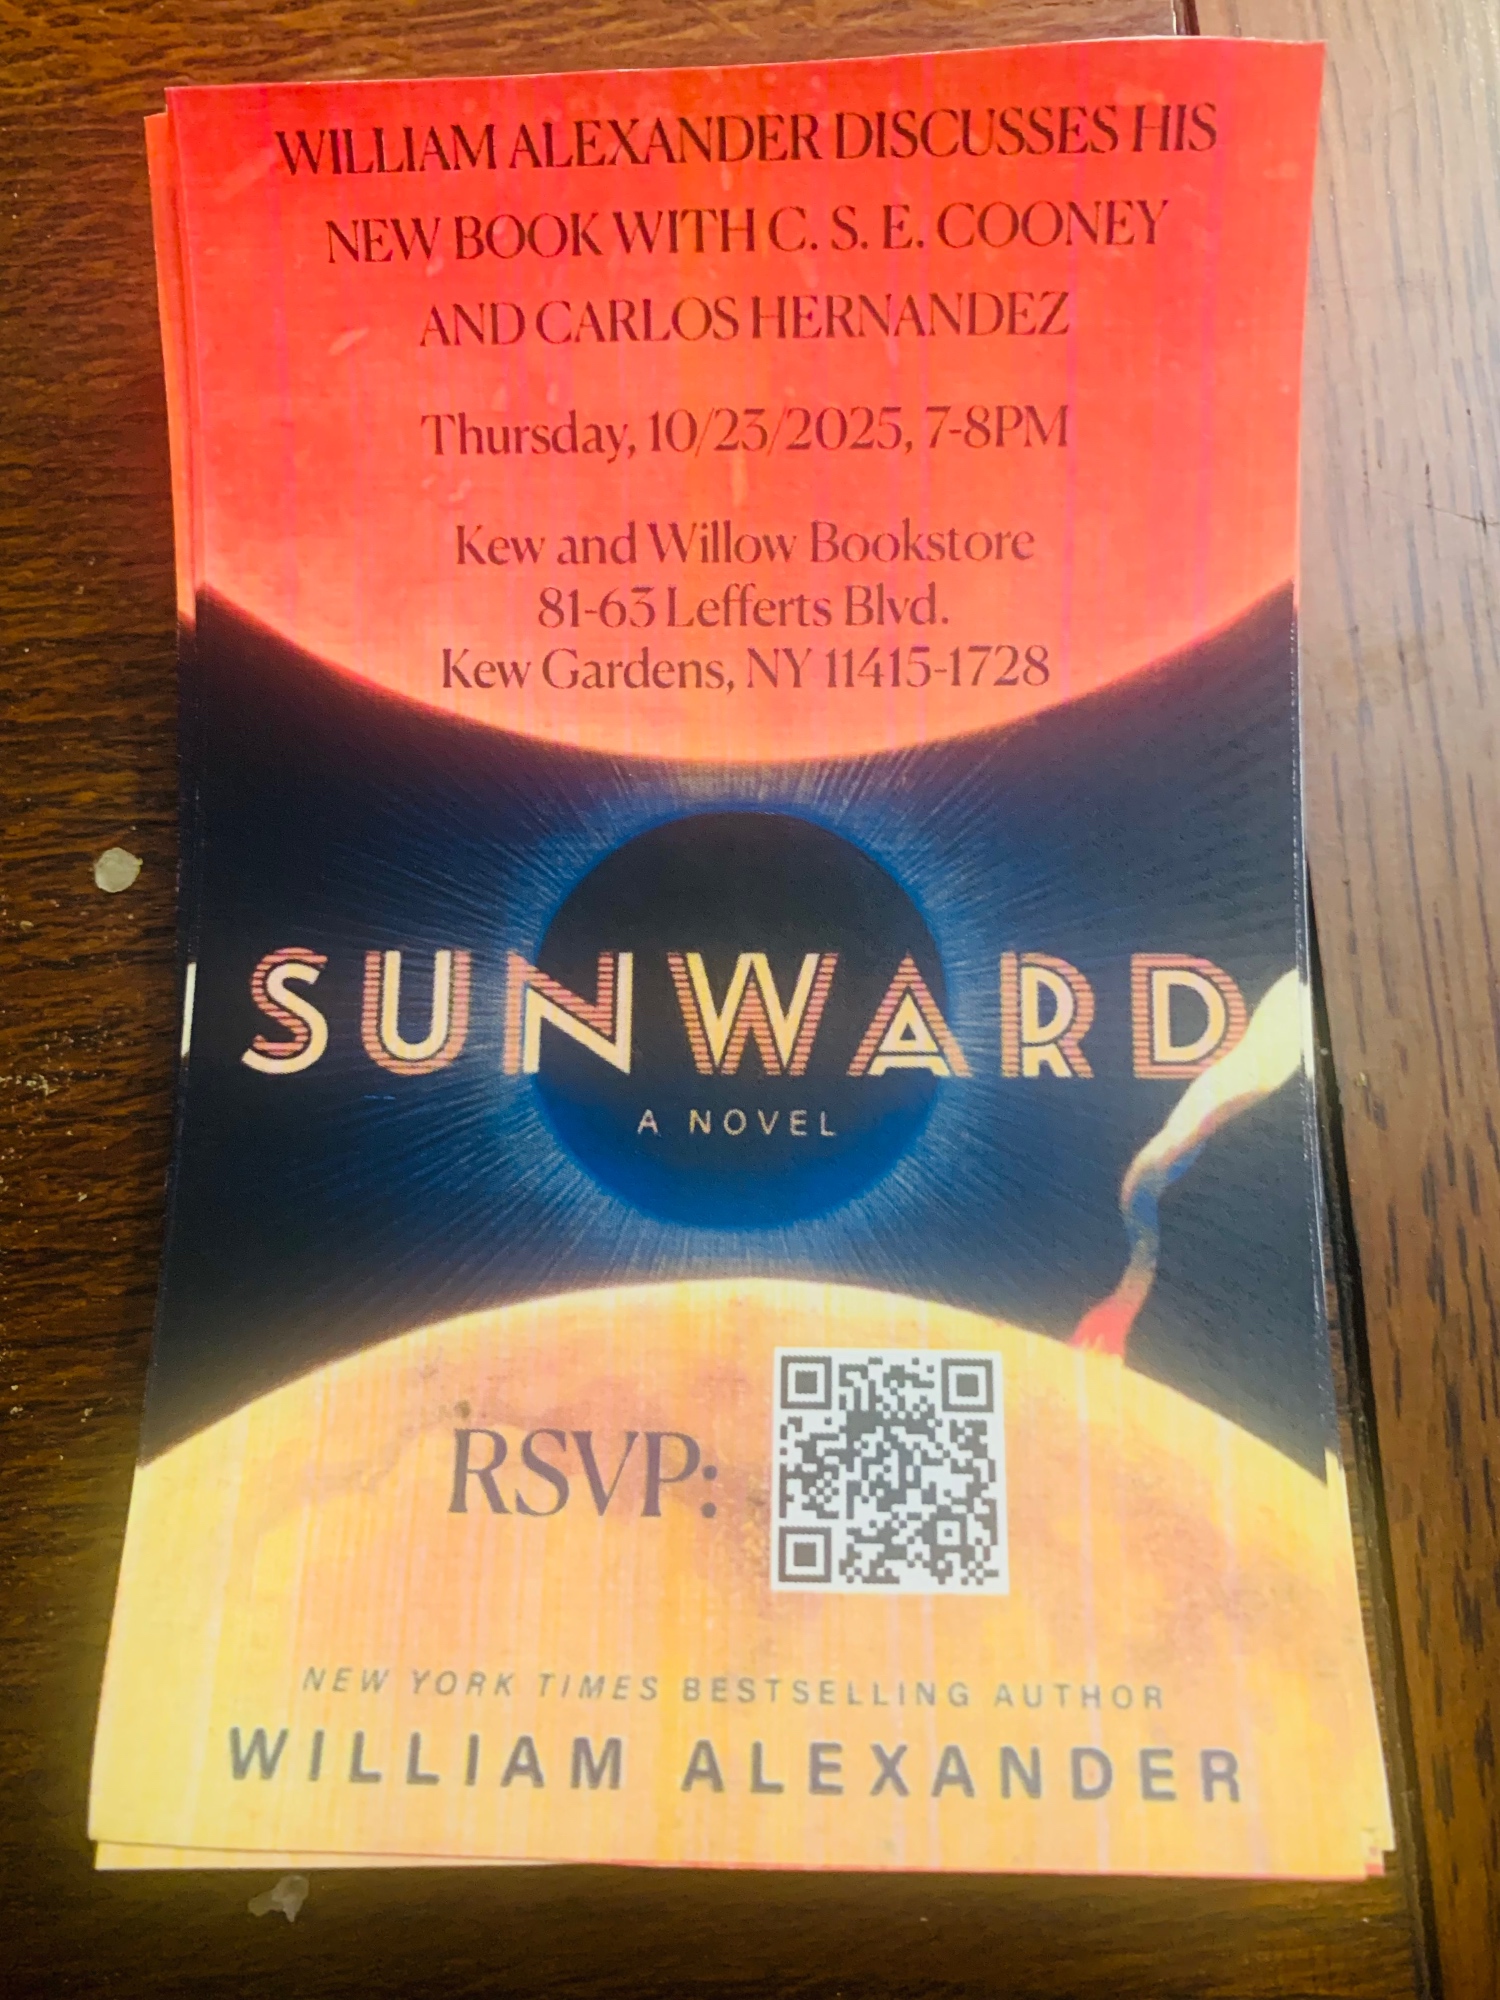 WILLIAM ALEXANDER DISCUSSES HIS
NEW BOOK WITH C. S. E. COONEY
AND CARLOS HERNANDEZ
Thursday, 10/23/2025, 7-8PM
Kew and Willow Bookstore
81-63 Lefferts Blvd.
Kew Gardens, NY 11415-1728
SUNWARD
A NOVEL
RSVP:
NEW YORK TIMES BESTSELLING AUTHOR
WILLIAM ALEXANDER